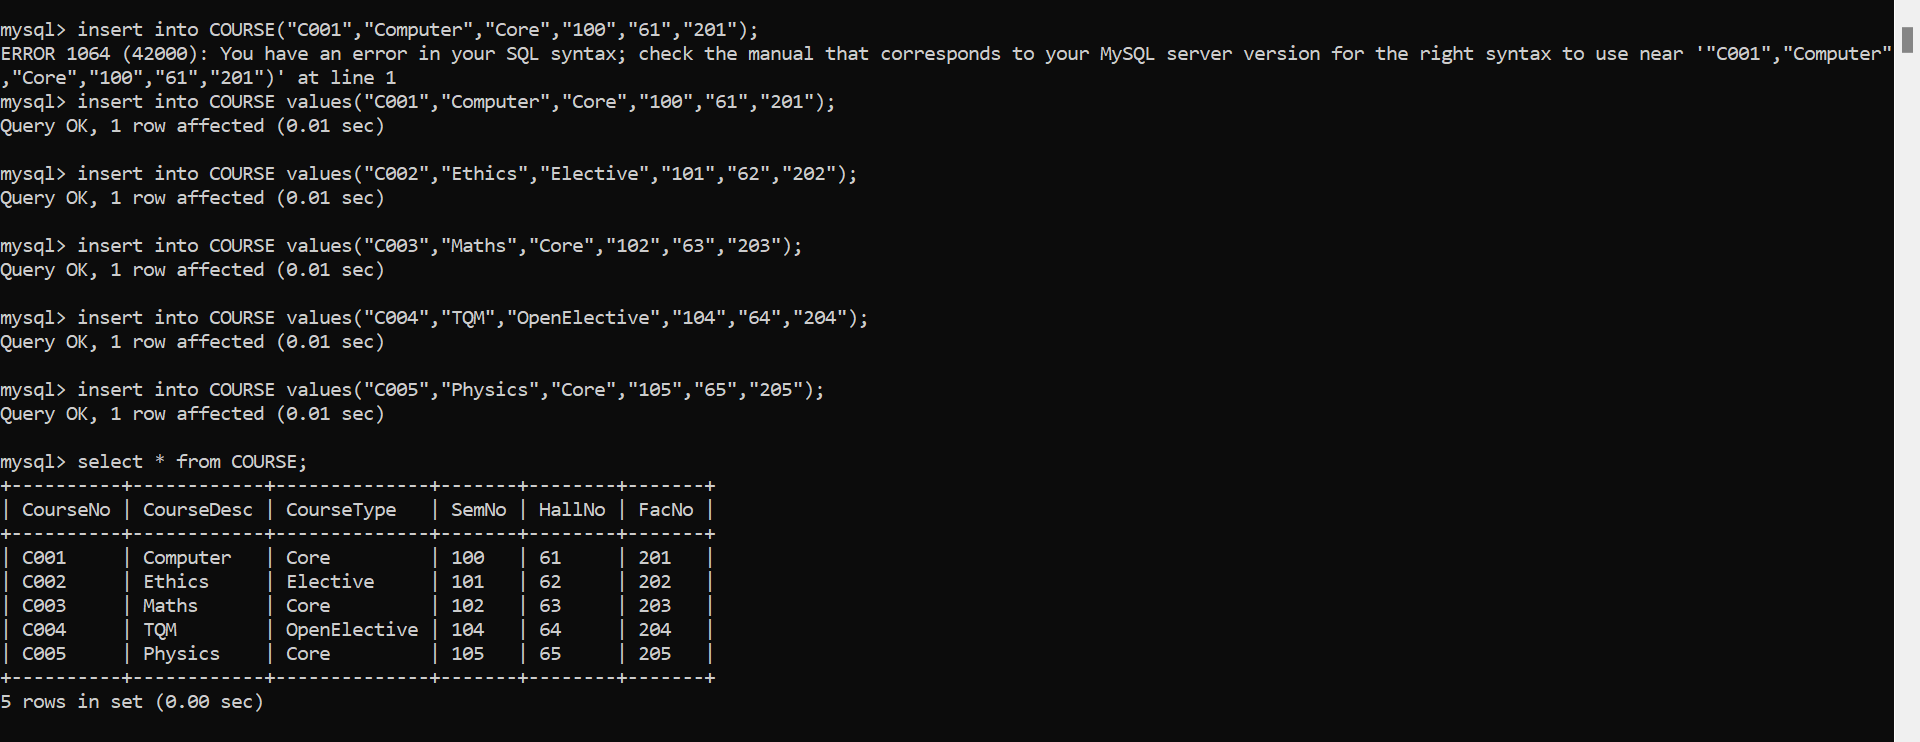 mysql> insert into COURSE("C001","Computer","Core","100","61","201");
ERROR 1064 (42000): You have an error in your SQL syntax; check the manual that corresponds to your MySQL server version for the right syntax to use near '"C001","Computer"
,"Core","100","61","201")' at line 1
mysql> insert into COURSE values("C001","Computer","Core","100","61","201");
Query OK, 1 row affected (0.01 sec)
mysql> insert into COURSE values("C002","Ethics","Elective","101","62","202");
Query OK, 1 row affected (0.01 sec)
mysql> insert into COURSE values("C003","Maths","Core","102","63","203");
Query OK, 1 row affected (0.01 sec)
mysql> insert into COURSE values("C004","TQM","OpenElective","104","64","204");
Query OK, 1 row affected (0.01 sec)
mysql> insert into COURSE values("C005","Physics","Core","105","65","205");
Query OK, 1 row affected (0.01 sec)
mysql> select * from COURSE;
+----------+------------+--------------+-------+--------+-------+
| CourseNo | CourseDesc | CourseType   | SemNo | HallNo | FacNo |
+----------+------------+--------------+-------+--------+-------+
| C001     | Computer   | Core         | 100   | 61     | 201   |
| C002     | Ethics     | Elective     | 101   | 62     | 202   |
| C003     | Maths      | Core         | 102   | 63     | 203   |
| C004     | TQM        | OpenElective | 104   | 64     | 204   |
| C005     | Physics    | Core         | 105   | 65     | 205   |
+----------+------------+--------------+-------+--------+-------+
5 rows in set (0.00 sec)